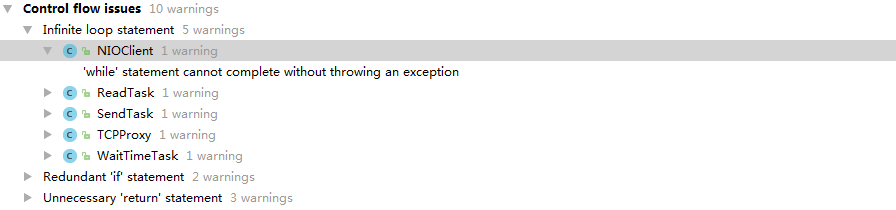 Control flow issues 10 warnings
Infinite loop statement 5 warnings
C NIOClient 1 warning
'while' statement cannot complete without throwing an exception
C ReadTask 1 warning
C SendTask 1 warning
C TCPProxy 1 warning
C WaitTimeTask 1 warning
Redundant 'if' statement 2 warnings
Unnecessary 'return' statement 3 warnings